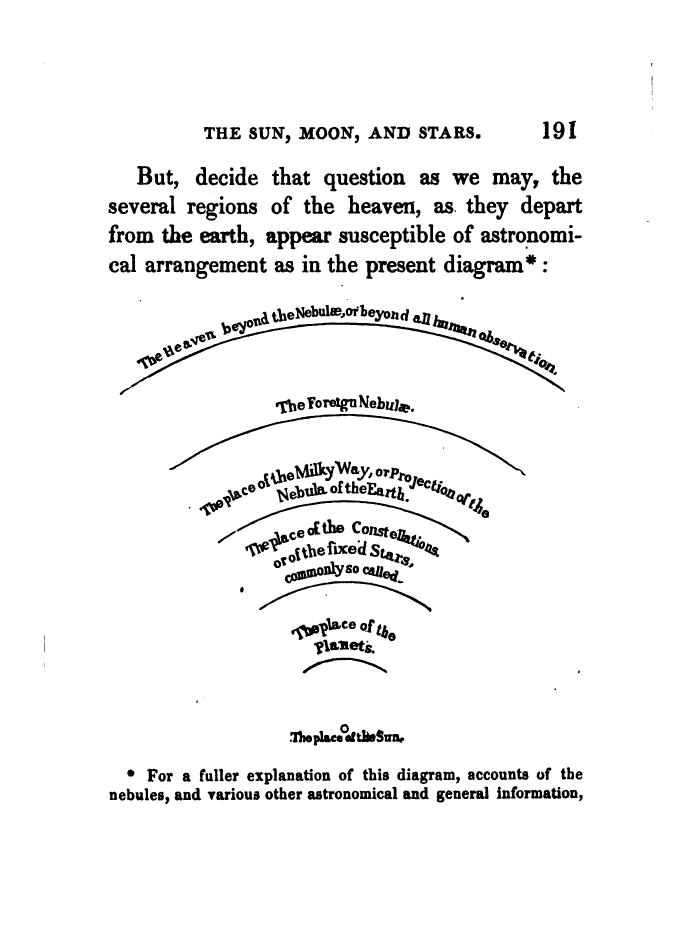 THE SUN, MOON, AND STARS. 191
But, decide that question as we may, the
several regions of the heaven, as they depart
from the earth, appear susceptible of astronomi-
cal arrangement as in the present diagram* :
The Heaven beyond the Nebulæ, or beyond all human observation.
The Foreign Nebulæ.
The place of the Milky Way, or Projection of the
Nebula of the Earth.
The place of the Constellations.
or of the fixed Stars,
commonly so called.
The place of the
Planets.
The place of the Sun.
* For a fuller explanation of this diagram, accounts of the
nebules, and various other astronomical and general information,